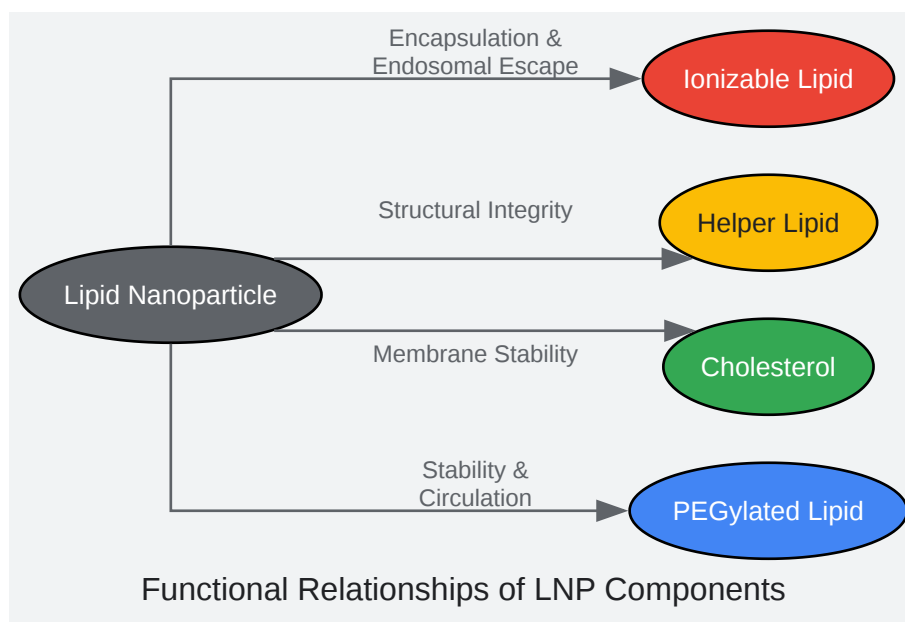 Encapsulation &
Endosomal Escape
Ionizable Lipid
Structural Integrity
Helper Lipid
Lipid Nanoparticle
Membrane Stability
Cholesterol
Stability &
Circulation
PEGylated Lipid
Functional Relationships of LNP Components